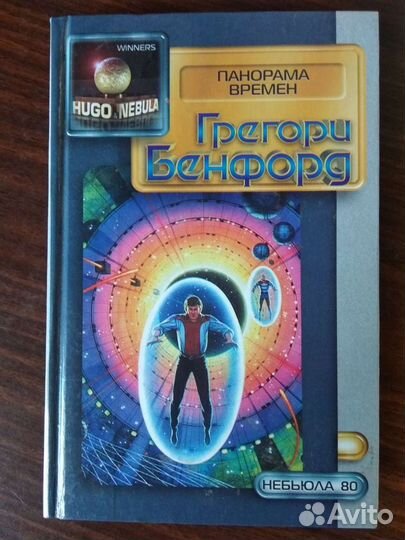 WINNERS
HUGO NEBULA
ПАНОРАМА
ВРЕМЕН
Грегори
Бенфорд
НЕБЬЮЛА 80
Avito